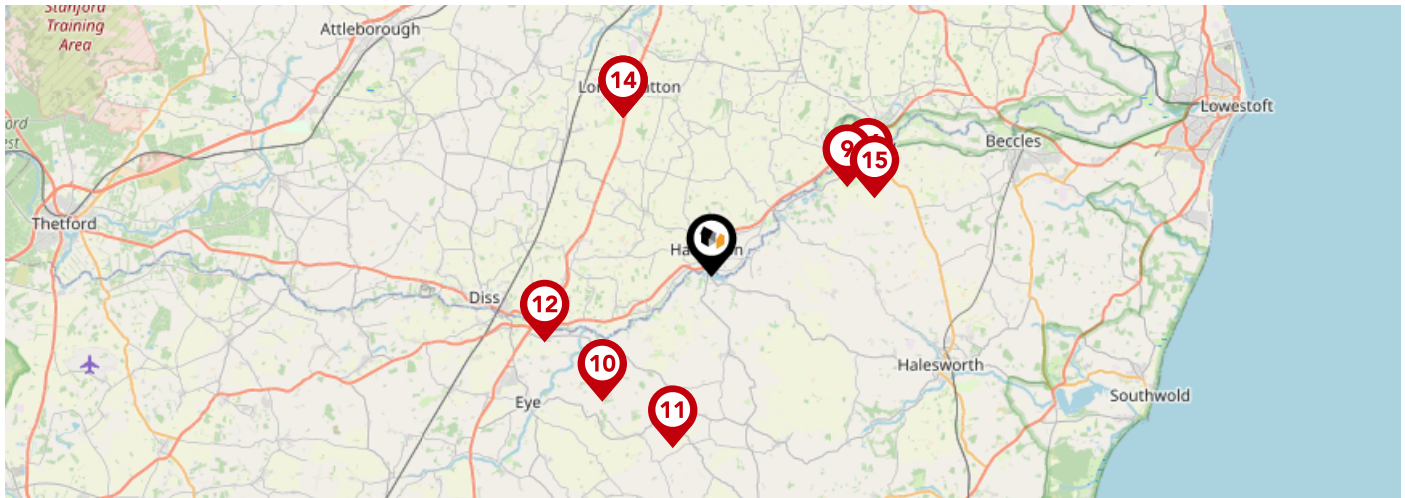 Stanford
Training
Area
Attleborough
14
Lowestoft
Beccles
9
15
Thetford
Diss
12
10
Halesworth
Eye
11
Southwold